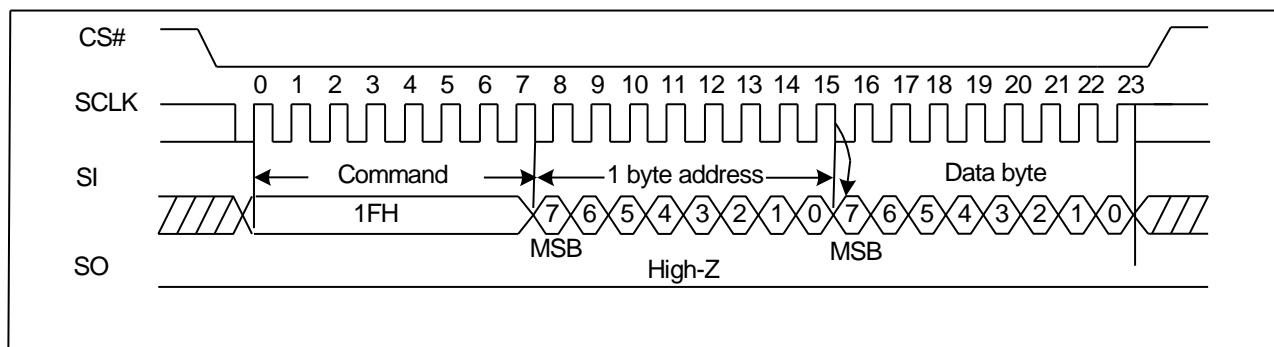 CS#
0 1 2 3 4 5 6 7 8 9 10 11 12 13 14 15 16 17 18 19 20 21 22 23
SCLK
SI Command 1 byte address Data byte
1FH 7 6 5 4 3 2 1 0 7 6 5 4 3 2 1 0
MSB MSB
SO High-Z